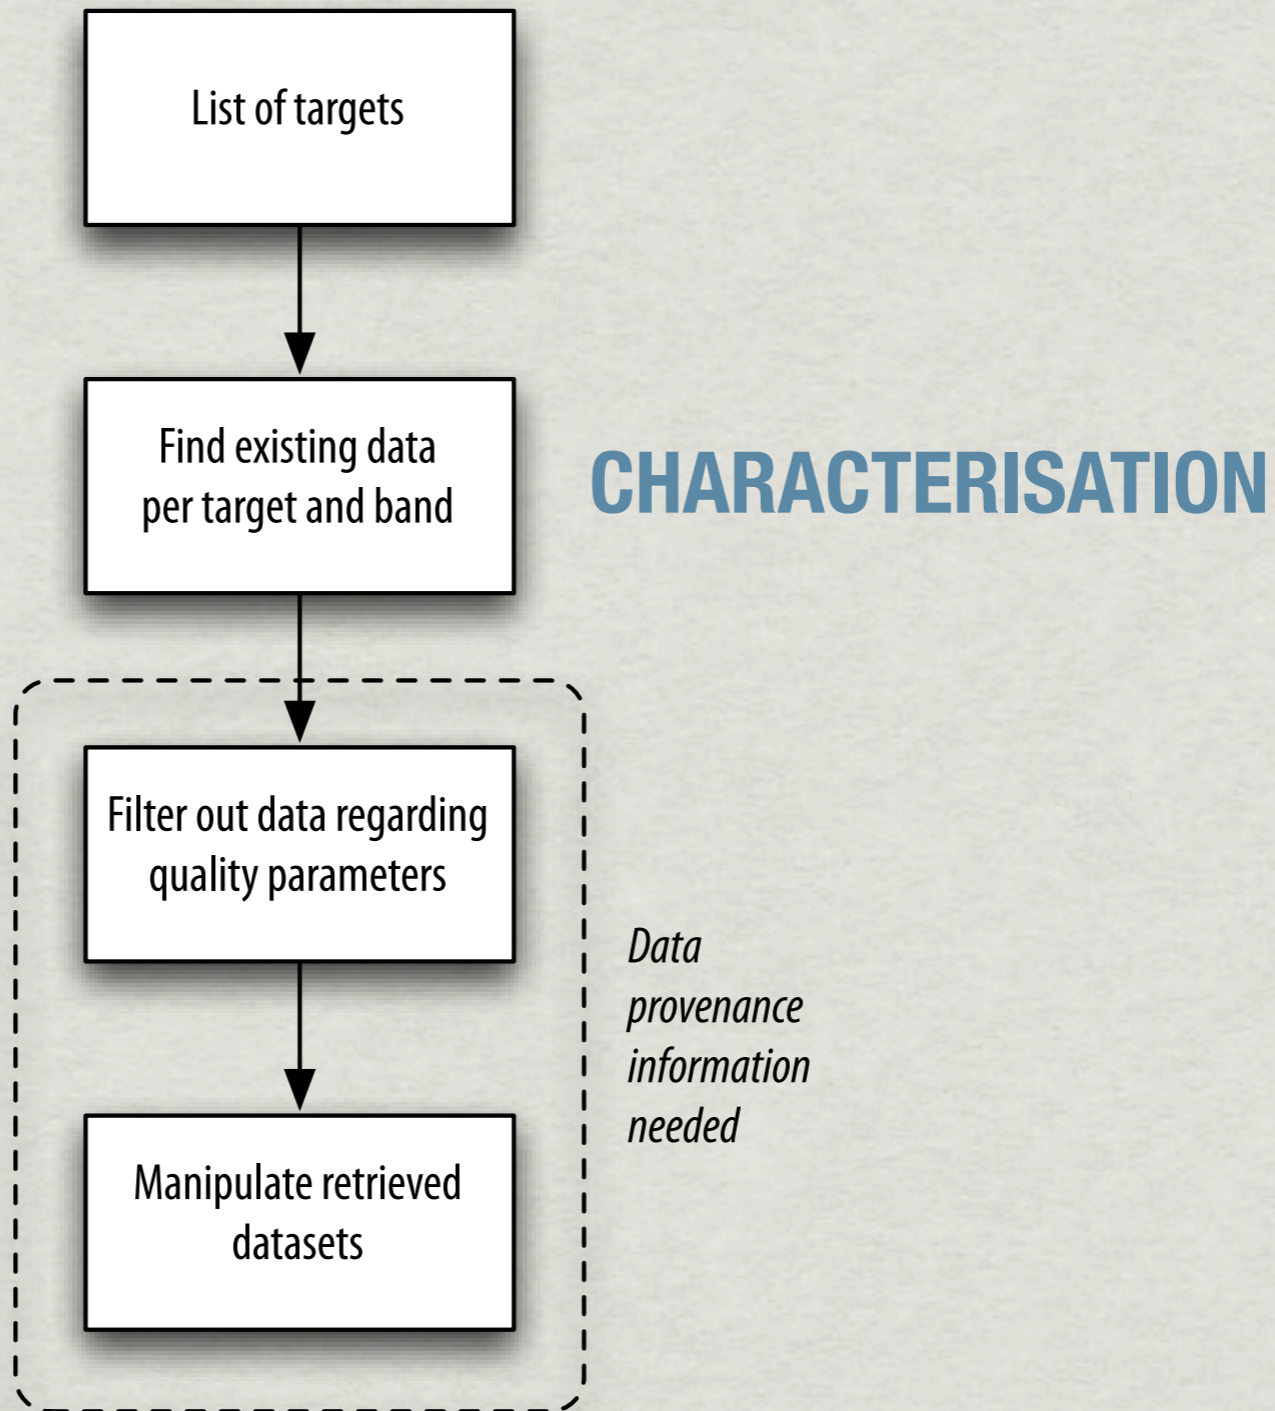 List of targets
Find existing data
per target and band
CHARACTERISATION
Filter out data regarding
quality parameters
Data
provenance
information
needed
Manipulate retrieved
datasets